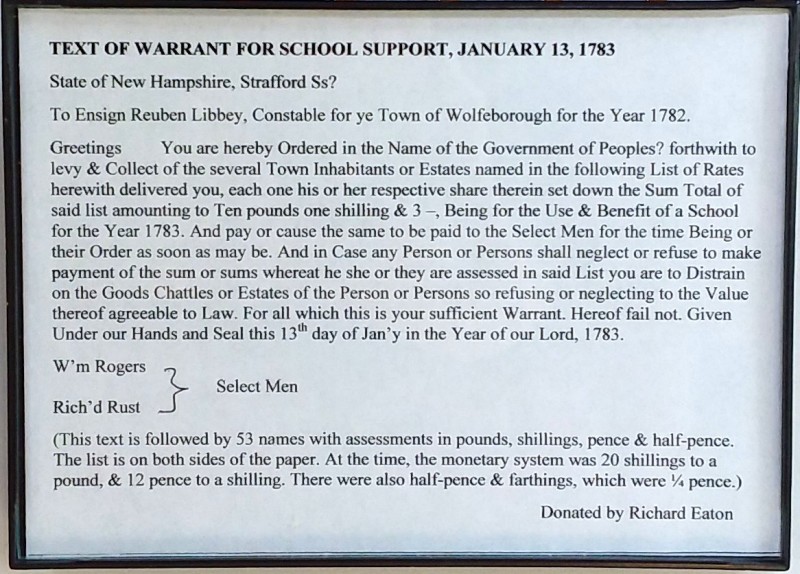 TEXT OF WARRANT FOR SCHOOL SUPPORT, JANUARY 13, 1783
State of New Hampshire, Strafford Ss?
To Ensign Reuben Libbey, Constable for ye Town of Wolfeborough for the Year 1782.
Greetings You are hereby Ordered in the Name of the Government of Peoples? forthwith to
levy & Collect of the several Town Inhabitants or Estates named in the following List of Rates
herewith delivered you, each one his or her respective share therein set down the Sum Total of
said list amounting to Ten pounds one shilling & 3 –, Being for the Use & Benefit of a School
for the Year 1783. And pay or cause the same to be paid to the Select Men for the time Being or
their Order as soon as may be. And in Case any Person or Persons shall neglect or refuse to make
payment of the sum or sums whereat he she or they are assessed in said List you are to Distrain
on the Goods Chattles or Estates of the Person or Persons so refusing or neglecting to the Value
thereof agreeable to Law. For all which this is your sufficient Warrant. Hereof fail not. Given
Under our Hands and Seal this 13th day of Jan'y in the Year of our Lord, 1783.
W'm Rogers
Select Men
Rich'd Rust
(This text is followed by 53 names with assessments in pounds, shillings, pence & half-pence.
The list is on both sides of the paper. At the time, the monetary system was 20 shillings to a
pound, & 12 pence to a shilling. There were also half-pence & farthings, which were ¼ pence.)
Donated by Richard Eaton